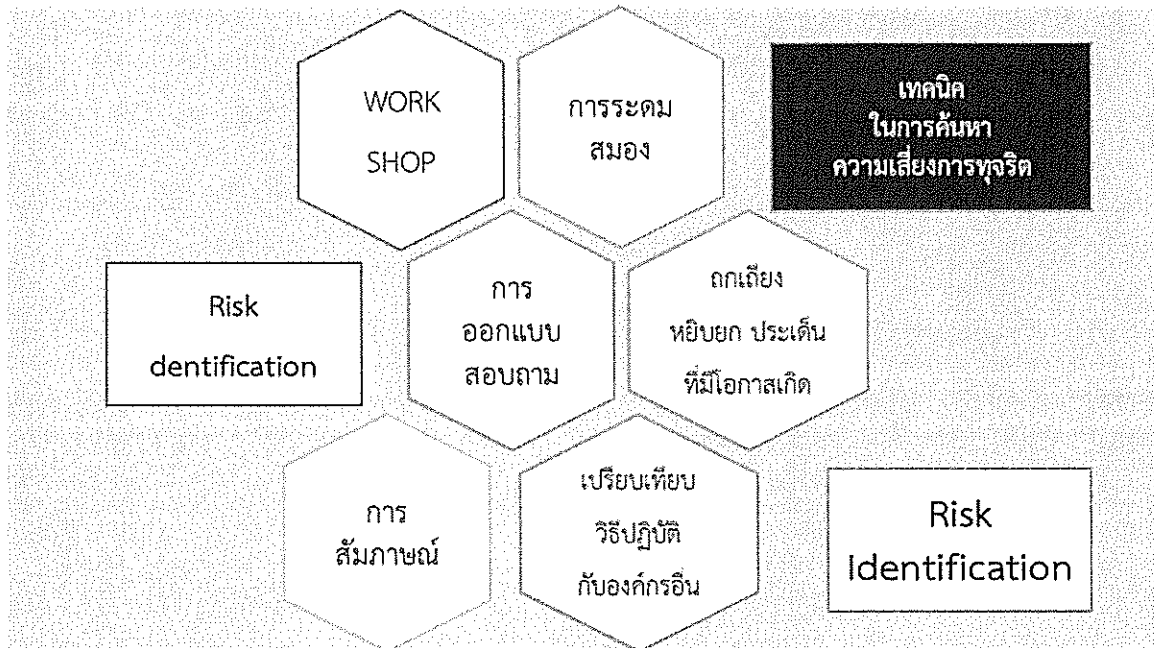 WORK
SHOP
การระดม
สมอง
เทคนิค
ในการค้นหา
ความเสี่ยงการทุจริต
Risk
dentification
การ
ออกแบบ
สอบถาม
ถกเถียง
หยิบยก ประเด็น
ที่มีโอกาสเกิด
การ
สัมภาษณ์
เปรียบเทียบ
วิธีปฏิบัติ
กับองค์กรอื่น
Risk
Identification